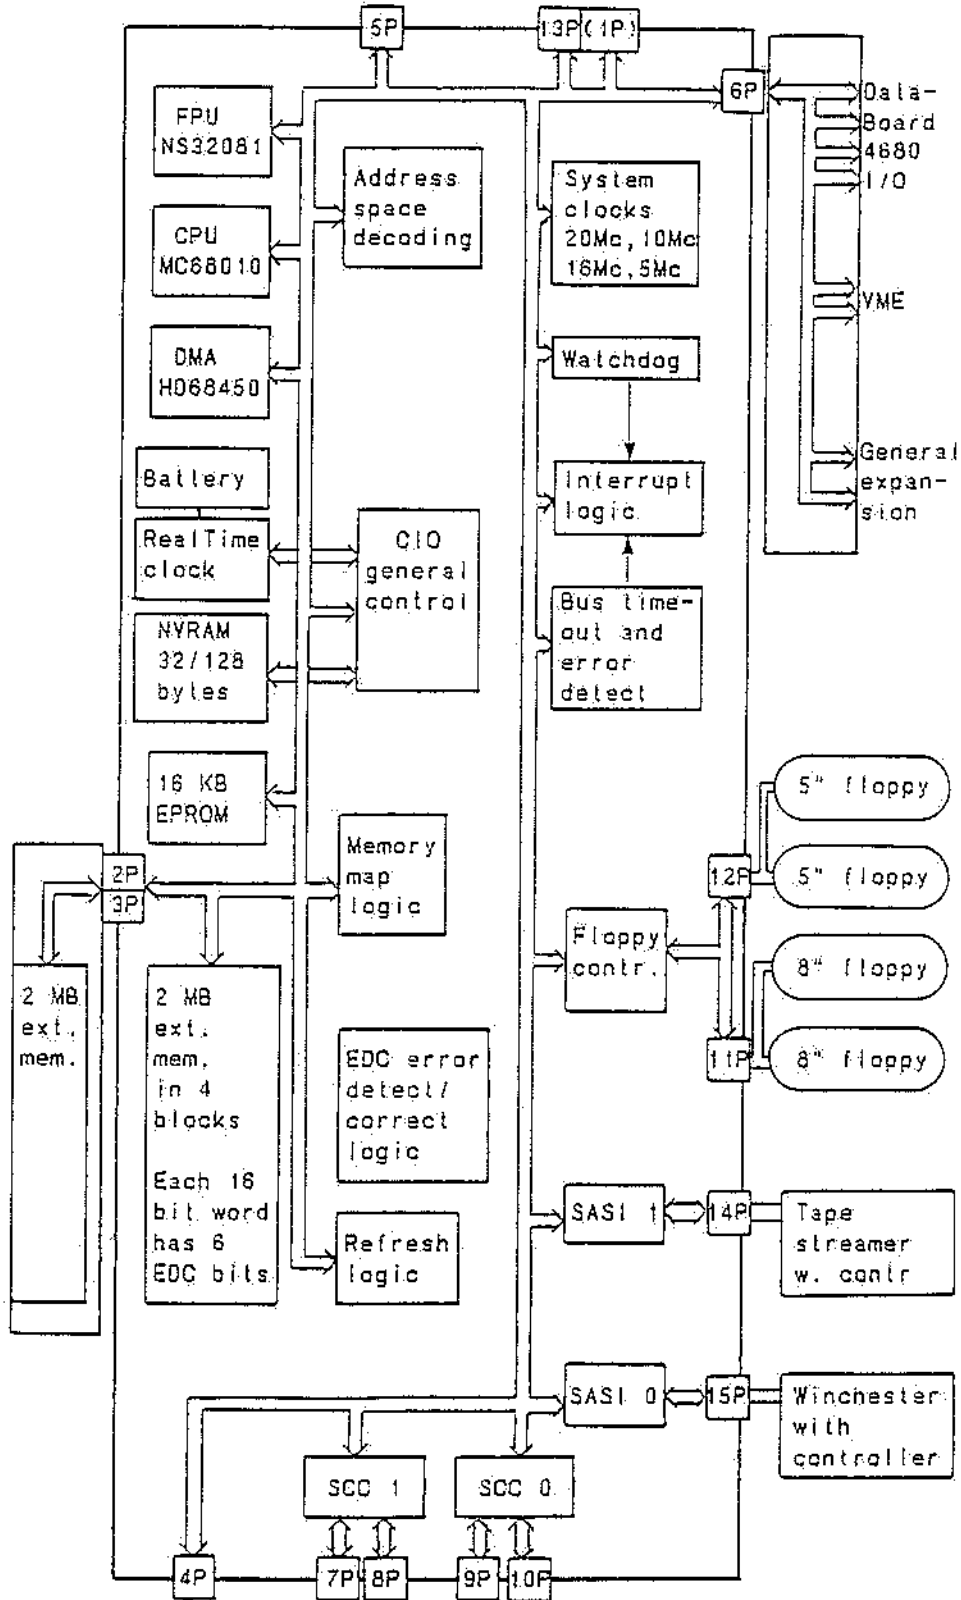 5P
13P
(1P)
6P
FPU
NS32081
Address
space
decoding
System
clocks
20Mc,10Mc
16Mc,5Mc
Data-
Board
4680
I/O
CPU
MC68010
VME
DMA
HD68450
Watchdog
Battery
RealTime
clock
CIO
general
control
Interrupt
logic
General
expan-
sion
NVRAM
32/128
bytes
Bus time-
out and
error
detect
16 KB
EPROM
Memory
map
logic
5" floppy
5" floppy
2P
3P
12P
Floppy
contr.
8" floppy
8" floppy
11P
2 MB
ext.
mem.
2 MB
ext.
mem.
in 4
blocks
Each 16
bit word
has 6
EDC bits
EDC error
detect/
correct
logic
Refresh
logic
SASI 1
14P
Tape
streamer
w. contr
SASI 0
15P
Winchester
with
controller
SCC 1
SCC 0
4P
7P
8P
9P
10P